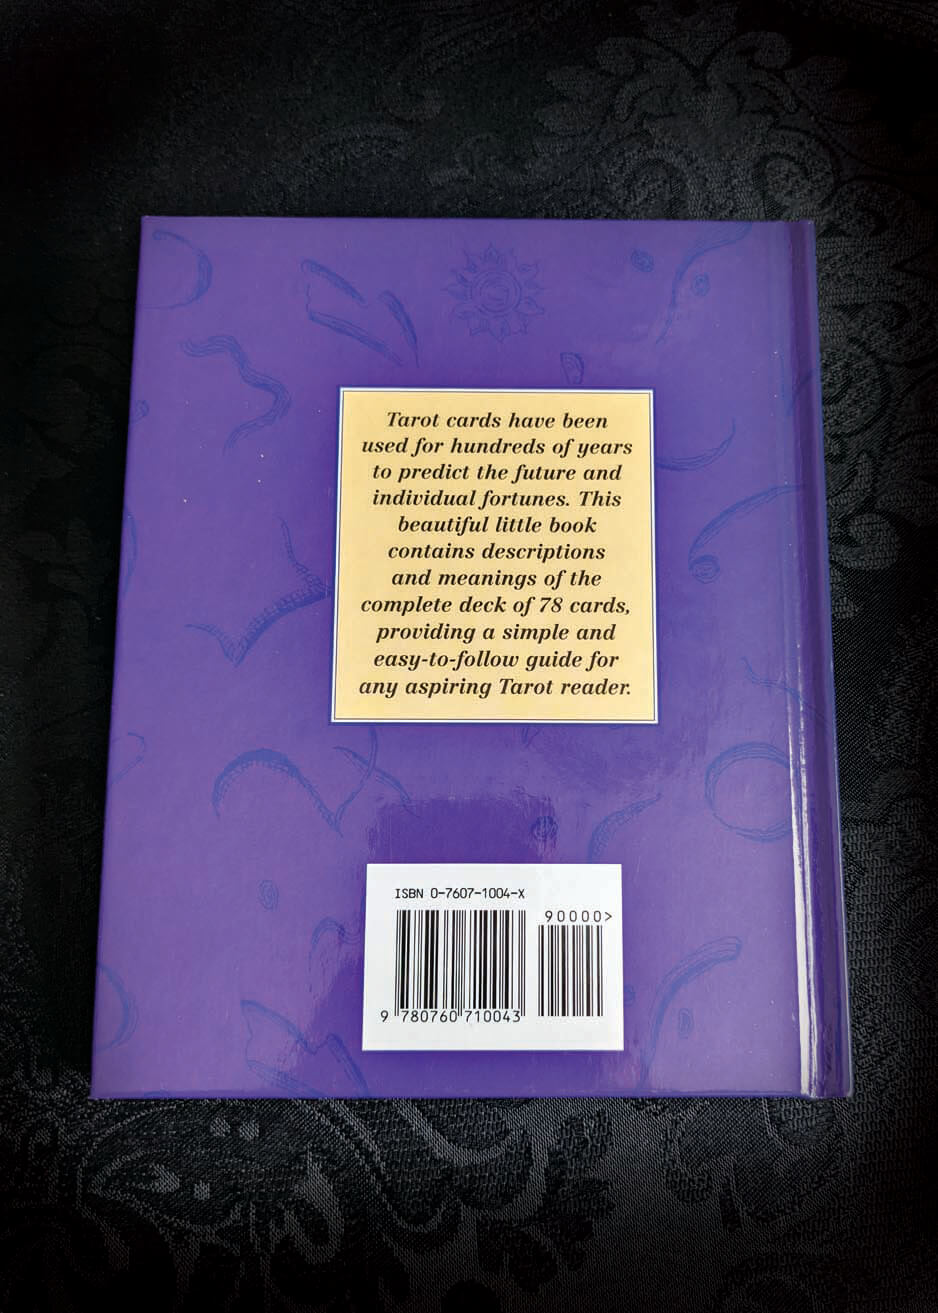 Tarot cards have been
used for hundreds of years
to predict the future and
individual fortunes. This
beautiful little book
contains descriptions
and meanings of the
complete deck of 78 cards,
providing a simple and
easy-to-follow guide for
any aspiring Tarot reader.
ISBN 0-7607-1004-X
90000>
9 780760 710043